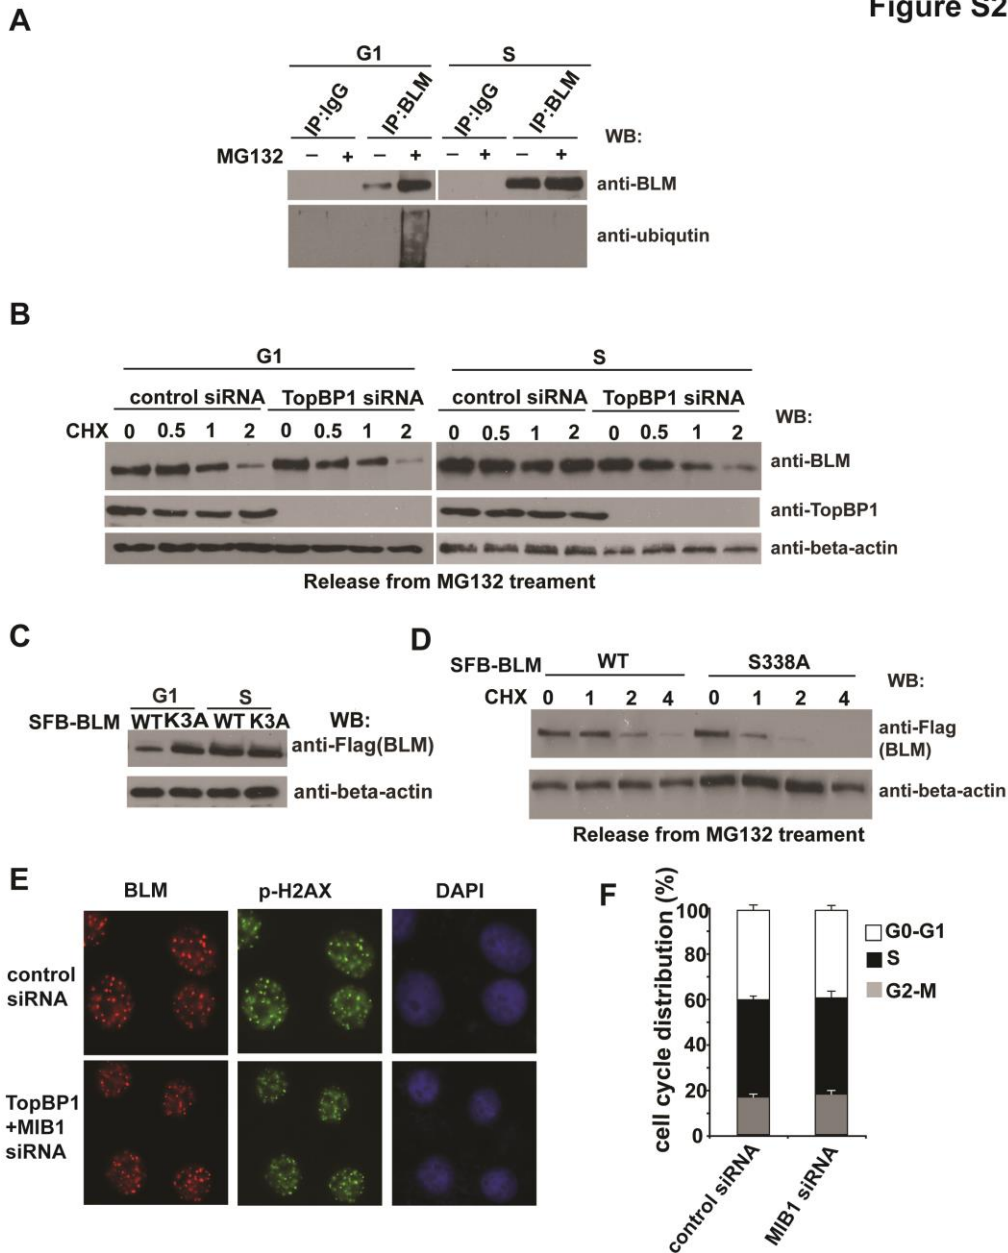 Figure S2
A
G1 S
IP:IgG IP:BLM IP:IgG IP:BLM
WB:
MG132 – + – + – + – +
anti-BLM
anti-ubiqutin
B
G1 S
control siRNA TopBP1 siRNA control siRNA TopBP1 siRNA
WB:
CHX 0 0.5 1 2 0 0.5 1 2 0 0.5 1 2 0 0.5 1 2
anti-BLM
anti-TopBP1
anti-beta-actin
Release from MG132 treament
C
G1 S
SFB-BLM WT K3A WT K3A WB:
anti-Flag(BLM)
anti-beta-actin
D
SFB-BLM WT S338A
WB:
CHX 0 1 2 4 0 1 2 4
anti-Flag
(BLM)
anti-beta-actin
Release from MG132 treament
E
BLM p-H2AX DAPI
control
siRNA
TopBP1
+MIB1
siRNA
F
cell cycle distribution (%)
100
80
60
40
20
0
G0-G1
S
G2-M
control siRNA
MIB1 siRNA